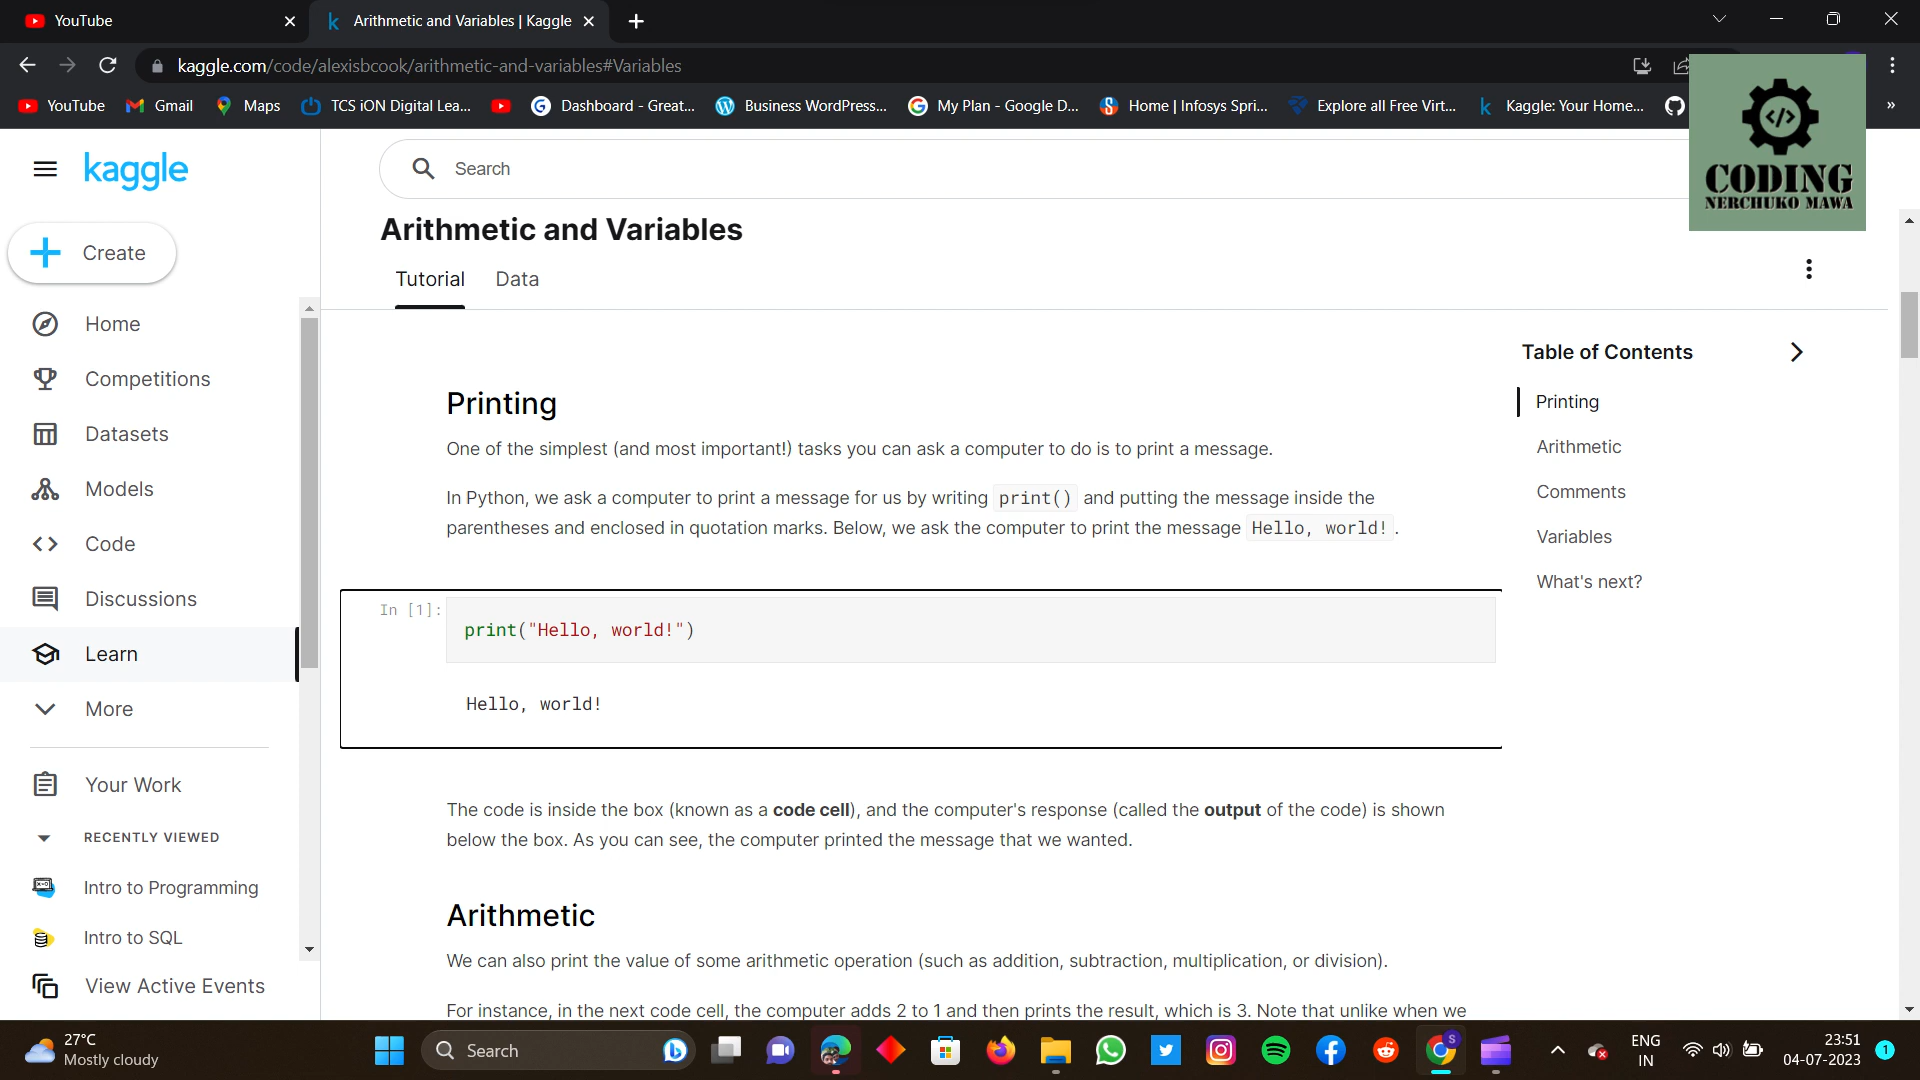 YouTube
Arithmetic and Variables | Kaggle
kaggle.com/code/alexisbcook/arithmetic-and-variables#Variables
YouTube
Gmail
Maps
TCS iON Digital Lea...
Dashboard - Great...
Business WordPress...
My Plan - Google D...
Home | Infosys Spri...
Explore all Free Virt...
Kaggle: Your Home...
»
</>
CODING
NERCHUKO MAWA
kaggle
Search
Create
Arithmetic and Variables
Tutorial
Data
Home
Competitions
Datasets
Models
Code
Discussions
Learn
More
Your Work
RECENTLY VIEWED
Intro to Programming
Intro to SQL
View Active Events
Printing
One of the simplest (and most important!) tasks you can ask a computer to do is to print a message.
In Python, we ask a computer to print a message for us by writing print() and putting the message inside the
parentheses and enclosed in quotation marks. Below, we ask the computer to print the message Hello, world! .
In [1]:
print("Hello, world!")
Hello, world!
The code is inside the box (known as a code cell), and the computer's response (called the output of the code) is shown
below the box. As you can see, the computer printed the message that we wanted.
Arithmetic
We can also print the value of some arithmetic operation (such as addition, subtraction, multiplication, or division).
For instance, in the next code cell, the computer adds 2 to 1 and then prints the result, which is 3. Note that unlike when we
Table of Contents
Printing
Arithmetic
Comments
Variables
What's next?
27°C
Mostly cloudy
Search
S
ENG
IN
23:51
04-07-2023
1